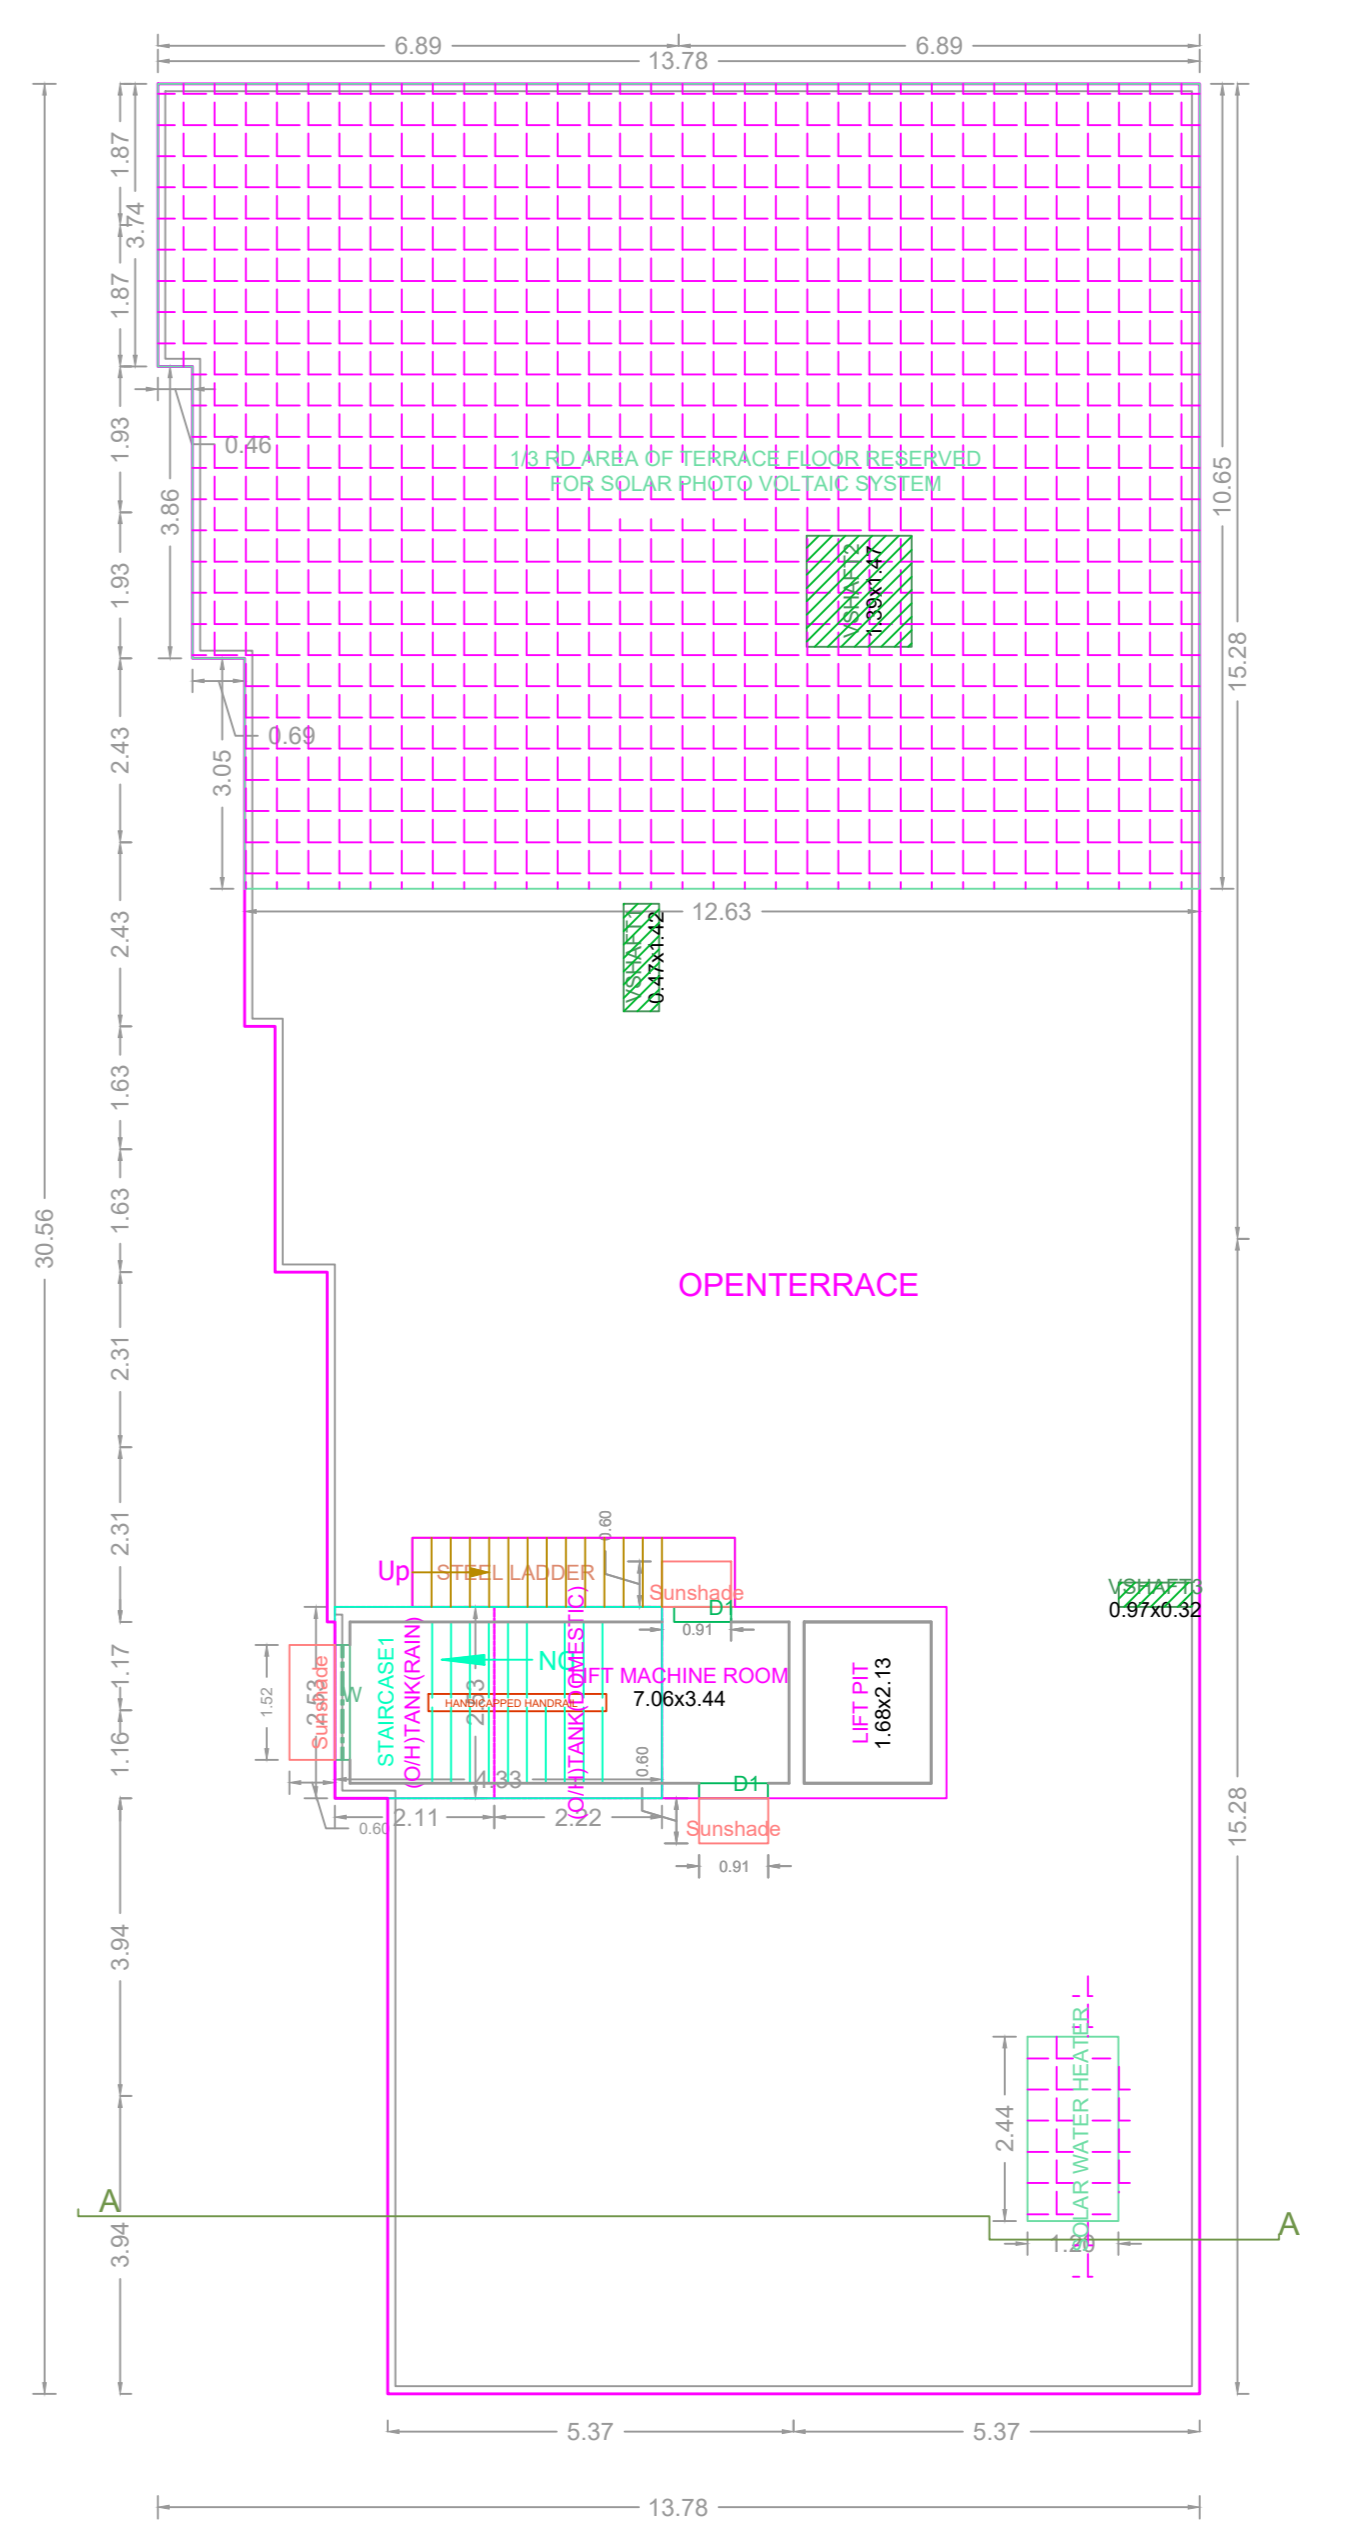 6.89
6.89
13.78
1.87
3.74
1.87
1.93
0.46
3.86
1/3 RD AREA OF TERRACE FLOOR RESERVED
FOR SOLAR PHOTO VOLTAIC SYSTEM
10.65
1.93
VSHAFT2
1.39x1.47
15.28
0.69
2.43
3.05
12.63
2.43
VSHAFT1
0.47x1.42
1.63
30.56
1.63
OPENTERRACE
2.31
2.31
0.60
Up
STEEL LADDER
Sunshade
D1
0.91
VSHAFT3
0.97x0.32
1.17
1.52
Sunshade
2.53
W
STAIRCASE1
(O/H)TANK(RAIN)
2.53
(O/H)TANK(DOMESTIC)
LIFT MACHINE ROOM
7.06x3.44
HANDICAPPED HANDRAIL
LIFT PIT
1.68x2.13
1.16
4.33
0.60
D1
2.11
2.22
0.60
Sunshade
0.91
15.28
3.94
SOLAR WATER HEATER
2.44
1.20
A
A
3.94
5.37
5.37
13.78